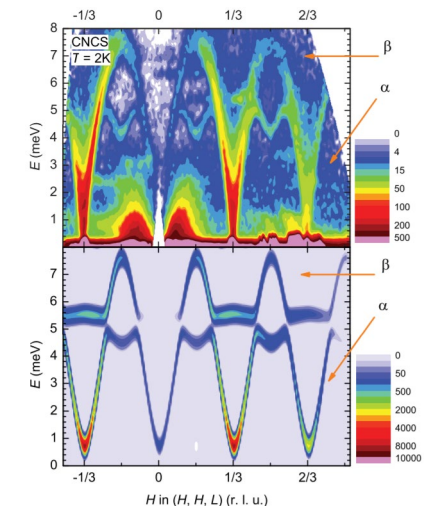 -1/3 0 1/3 2/3
8
7
6
5
4
3
2
1
E (meV)
CNCS
T = 2K
β
α
0
4
15
50
100
200
500
7
6
5
4
3
2
1
0
E (meV)
β
α
0
50
500
2000
4000
8000
10000
-1/3 0 1/3 2/3
H in (H, H, L) (r. l. u.)